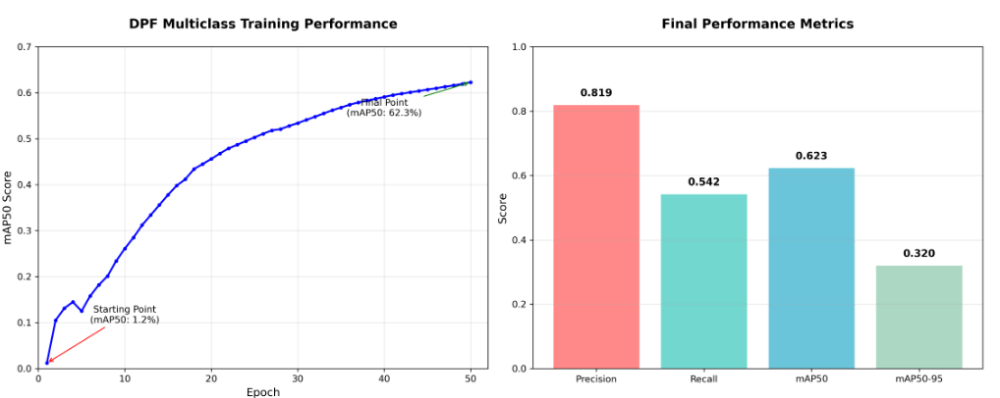 DPF Multiclass Training Performance
mAP50 Score
0.7
0.6
0.5
0.4
0.3
0.2
0.1
0.0
Final Point
(mAP50: 62.3%)
Starting Point
(mAP50: 1.2%)
0 10 20 30 40 50
Epoch
Final Performance Metrics
Score
1.0
0.8
0.6
0.4
0.2
0.0
0.819
0.542
0.623
0.320
Precision Recall mAP50 mAP50-95